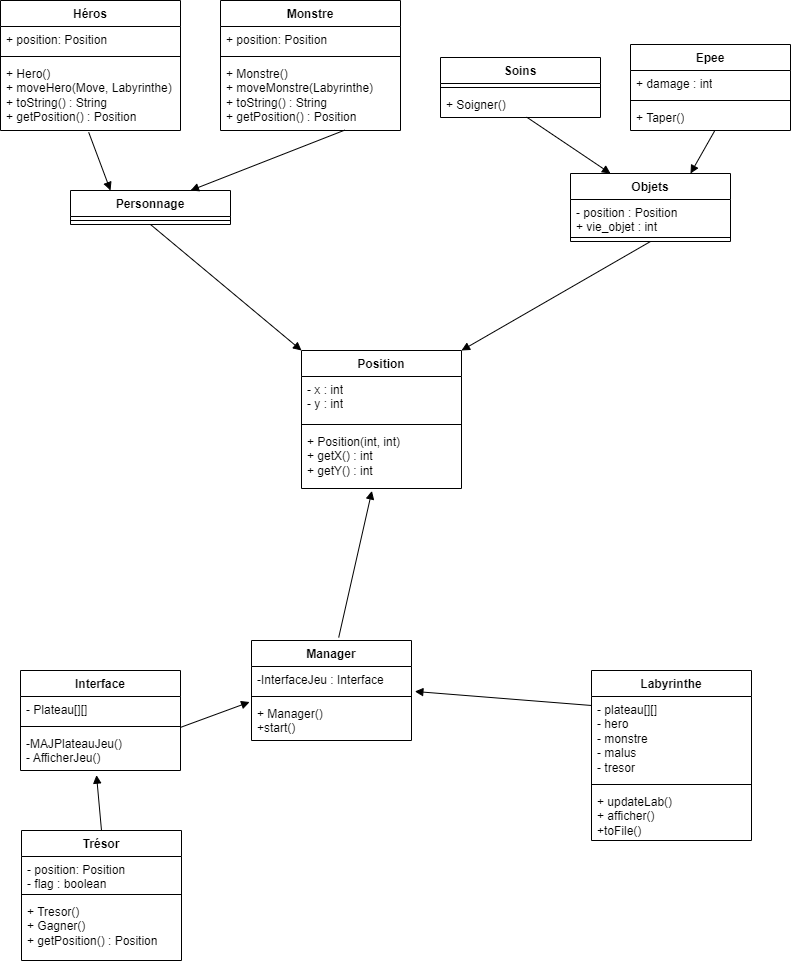 Héros
+ position: Position
+ Hero()
+ moveHero(Move, Labyrinthe)
+ toString() : String
+ getPosition() : Position
Monstre
+ position: Position
+ Monstre()
+ moveMonstre(Labyrinthe)
+ toString() : String
+ getPosition() : Position
Soins
+ Soigner()
Epee
+ damage : int
+ Taper()
Personnage
Objets
- position : Position
+ vie_objet : int
Position
- x : int
- y : int
+ Position(int, int)
+ getX() : int
+ getY() : int
Manager
-InterfaceJeu : Interface
+ Manager()
+start()
Interface
- Plateau[][]
-MAJPlateauJeu()
- AfficherJeu()
Labyrinthe
- plateau[][]
- hero
- monstre
- malus
- tresor
+ updateLab()
+ afficher()
+toFile()
Trésor
- position: Position
- flag : boolean
+ Tresor()
+ Gagner()
+ getPosition() : Position